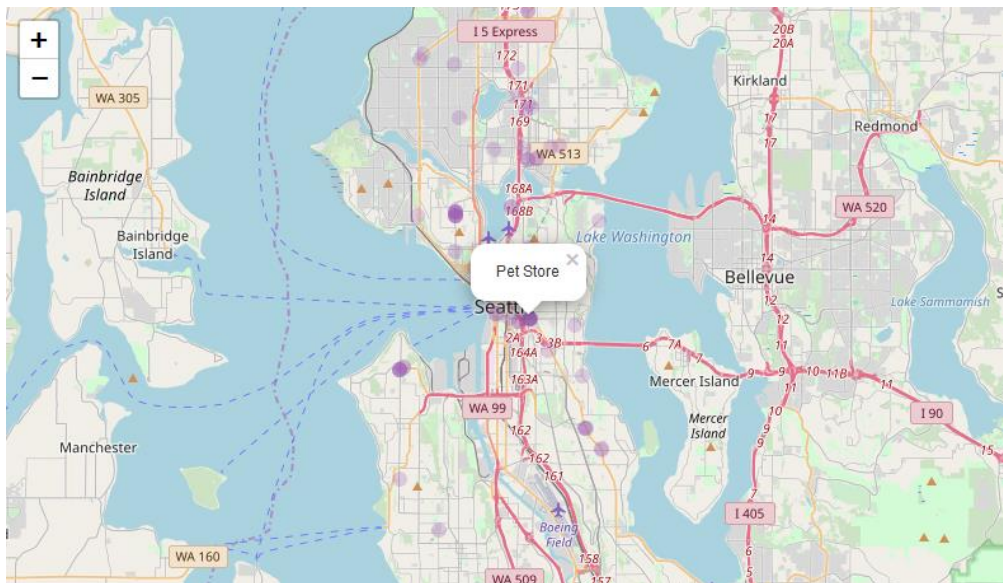 +
−
I 5 Express
172
171
171
169
WA 305
Kirkland
20B
20A
17
17
17
Redmond
WA 513
Bainbridge
Island
168A
168B
WA 520
14
Bainbridge
Island
Lake Washington
14
Pet Store
×
Bellevue
12
12
11
Lake Sammamish
Seattl
2A
3
3B
164A
6
7A
7
9
9
10
11B
11
11
163A
Mercer Island
10
WA 99
Mercer
Island
9
9
I 90
15
162
162
161
Manchester
7
I 405
6
5
Boeing
Field
WA 160
158
157
WA 509